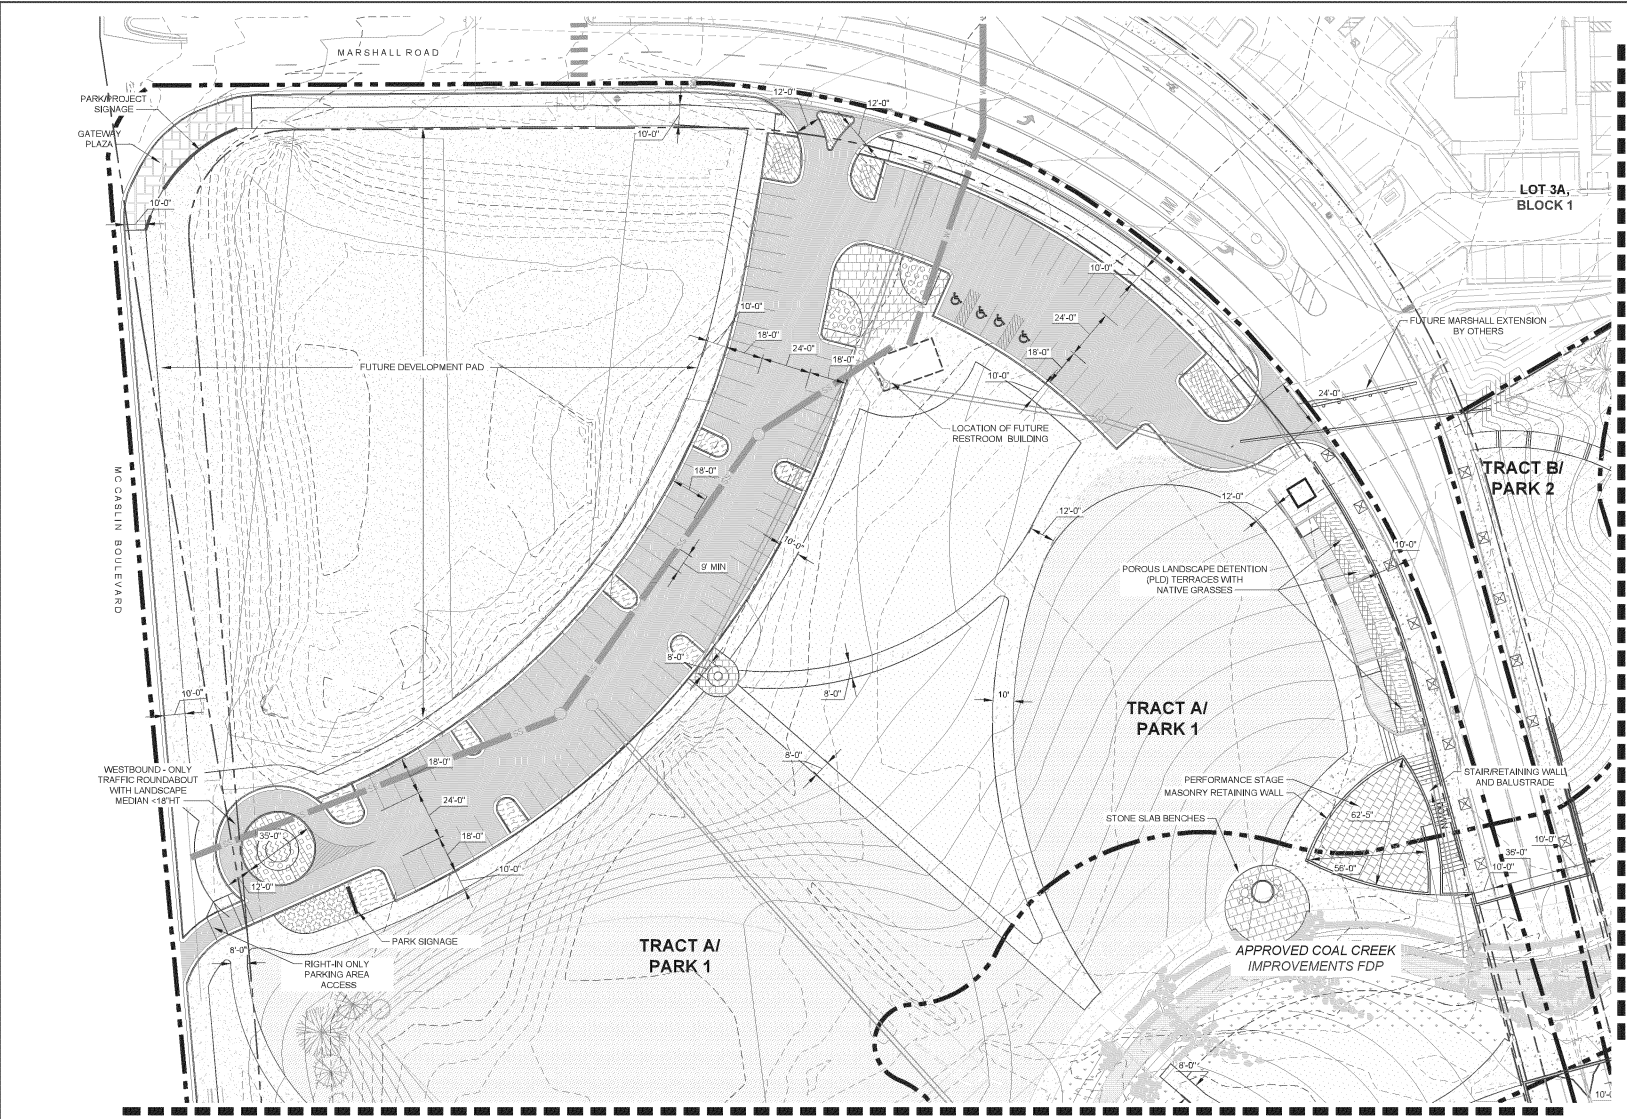 MARSHALL ROAD
PARK/PROJECT
SIGNAGE
GATEWAY
PLAZA
12'-0"
12'-0"
10'-0"
10'-0"
LOT 3A,
BLOCK 1
10'-0"
10'-0"
24'-0"
FUTURE MARSHALL EXTENSION
BY OTHERS
18'-0"
24'-0"
18'-0"
18'-0"
FUTURE DEVELOPMENT PAD
10'-0"
24'-0"
LOCATION OF FUTURE
RESTROOM BUILDING
MC CASLIN BOULEVARD
18'-0"
TRACT B/
PARK 2
12'-0"
12'-0"
10'-0"
10'-0"
9' MIN
POROUS LANDSCAPE DETENTION
(PLD) TERRACES WITH
NATIVE GRASSES
8'-0"
8'-0"
10'
10'-0"
TRACT A/
PARK 1
18'-0"
8'-0"
WESTBOUND - ONLY
TRAFFIC ROUNDABOUT
WITH LANDSCAPE
MEDIAN <18"HT
PERFORMANCE STAGE
MASONRY RETAINING WALL
STAIR/RETAINING WALL
AND BALUSTRADE
STONE SLAB BENCHES
62'-5"
24'-0"
35'-0"
18'-0"
10'-0"
36'-0"
10'-0"
56'-0"
10'-0"
12'-0"
PARK SIGNAGE
8'-0"
RIGHT-IN ONLY
PARKING AREA
ACCESS
TRACT A/
PARK 1
APPROVED COAL CREEK
IMPROVEMENTS FDP
8'-0"